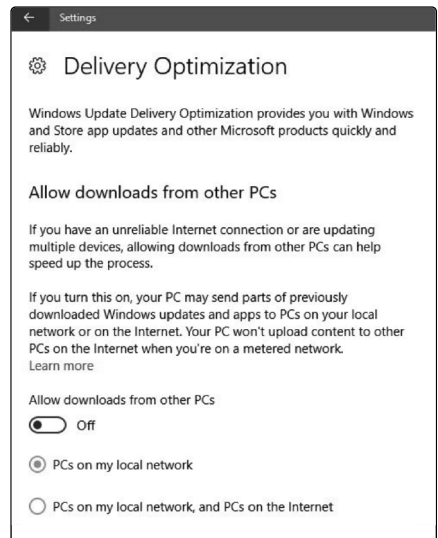 Settings
Delivery Optimization
Windows Update Delivery Optimization provides you with Windows
and Store app updates and other Microsoft products quickly and
reliably.
Allow downloads from other PCs
If you have an unreliable Internet connection or are updating
multiple devices, allowing downloads from other PCs can help
speed up the process.
If you turn this on, your PC may send parts of previously
downloaded Windows updates and apps to PCs on your local
network or on the Internet. Your PC won't upload content to other
PCs on the Internet when you're on a metered network.
Learn more
Allow downloads from other PCs
Off
PCs on my local network
PCs on my local network, and PCs on the Internet